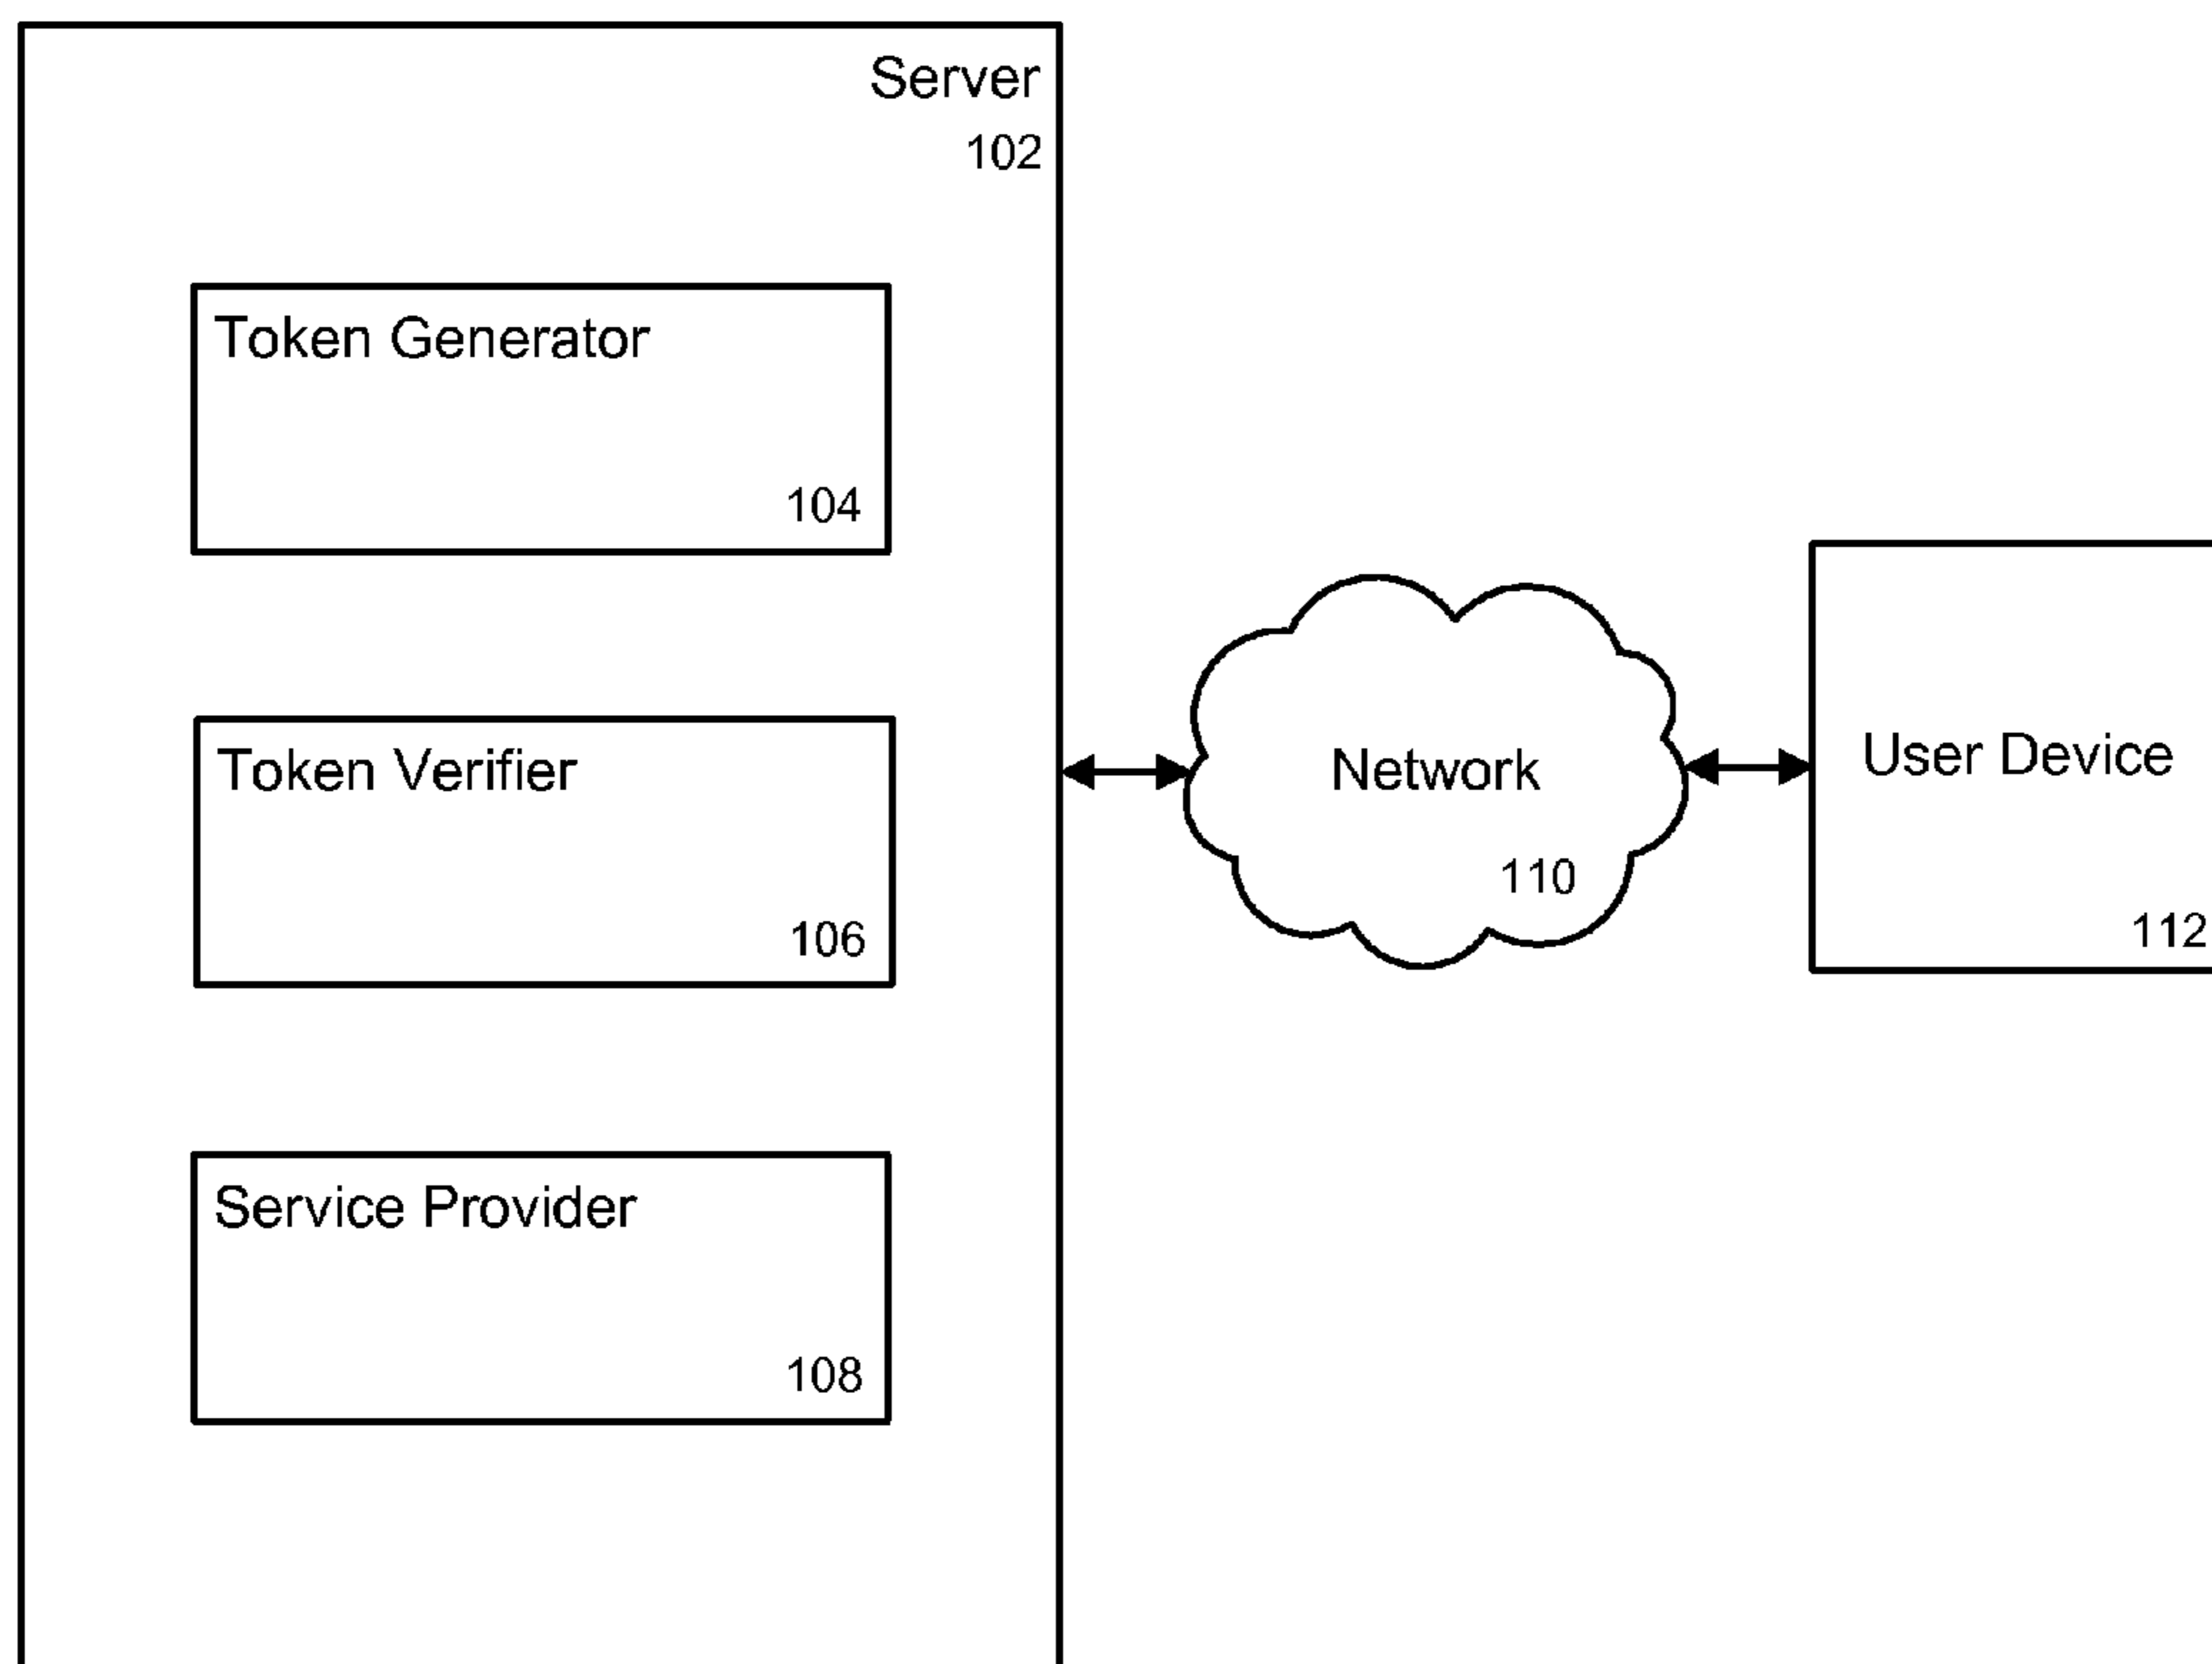 Server
102
Token Generator
104
Token Verifier
106
Service Provider
108
Network
110
User Device
112